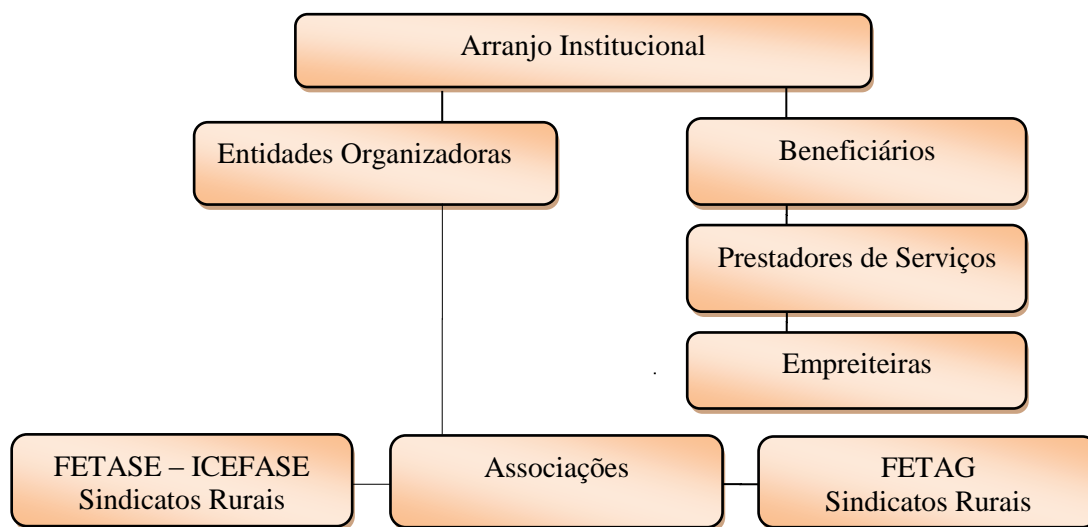 Arranjo Institucional
Entidades Organizadoras
Beneficiários
Prestadores de Serviços
Empreiteiras
FETASE – ICEFASE
Sindicatos Rurais
Associações
FETAG
Sindicatos Rurais